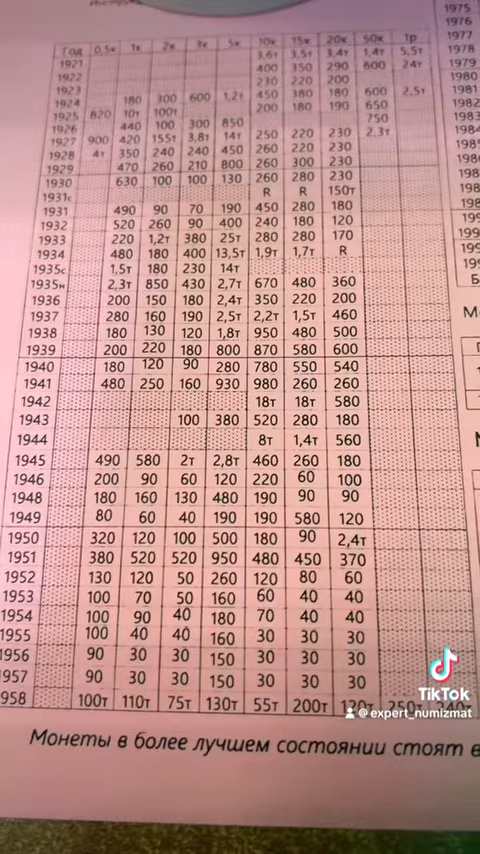 1975
1976
Год 0,5к 1к 2к 3к 5к 10к 15к 20к 50к 1р 1977
1921 3,6т 3,5т 3,4т 1,4т 5,5т 1978
1922 400 350 290 600 24т 1979
1923 230 220 200 1980
1924 180 300 600 1,2т 450 380 180 600 2,5т 1981
1925 820 10т 100т 200 180 190 650 1982
1926 440 100 300 850 750 1983
1927 900 420 155т 3,8т 14т 250 220 230 2,3т 1984
1928 4т 350 240 240 450 260 220 230
1929 470 260 210 800 260 300 230
1930 630 100 100 130 260 280 230
1931с R R 150т
1931 490 90 70 190 450 280 180
1932 520 260 90 400 240 180 120
1933 220 1,2т 380 25т 280 280 170
1934 480 180 400 13,5т 1,9т 1,7т R
1935с 1,5т 180 230 14т
1935н 2,3т 850 430 2,7т 670 480 360
1936 200 150 180 2,4т 350 220 200
1937 280 160 190 2,5т 2,2т 1,5т 460
1938 180 130 120 1,8т 950 480 500
1939 200 220 180 800 870 580 600
1940 180 120 90 280 780 550 540
1941 480 250 160 930 980 260 260
1942 18т 18т 580
1943 100 380 520 280 180
1944 8т 1,4т 560
1945 490 580 2т 2,8т 460 260 180
1946 200 90 60 120 220 60 100
1948 180 160 130 480 190 90 90
1949 80 60 40 190 190 580 120
1950 320 120 100 500 180 90 2,4т
1951 380 520 520 950 480 450 370
1952 130 120 50 260 120 80 60
1953 100 70 50 160 60 40 40
1954 100 90 40 180 70 40 40
1955 100 40 40 160 30 30 30
1956 90 30 30 150 30 30 30
1957 90 30 30 150 30 30 30
958 100т 110т 75т 130т 55т 200т 120т 250т 240т
TikTok
@expert_numizmat
Монеты в более лучшем состоянии стоят в